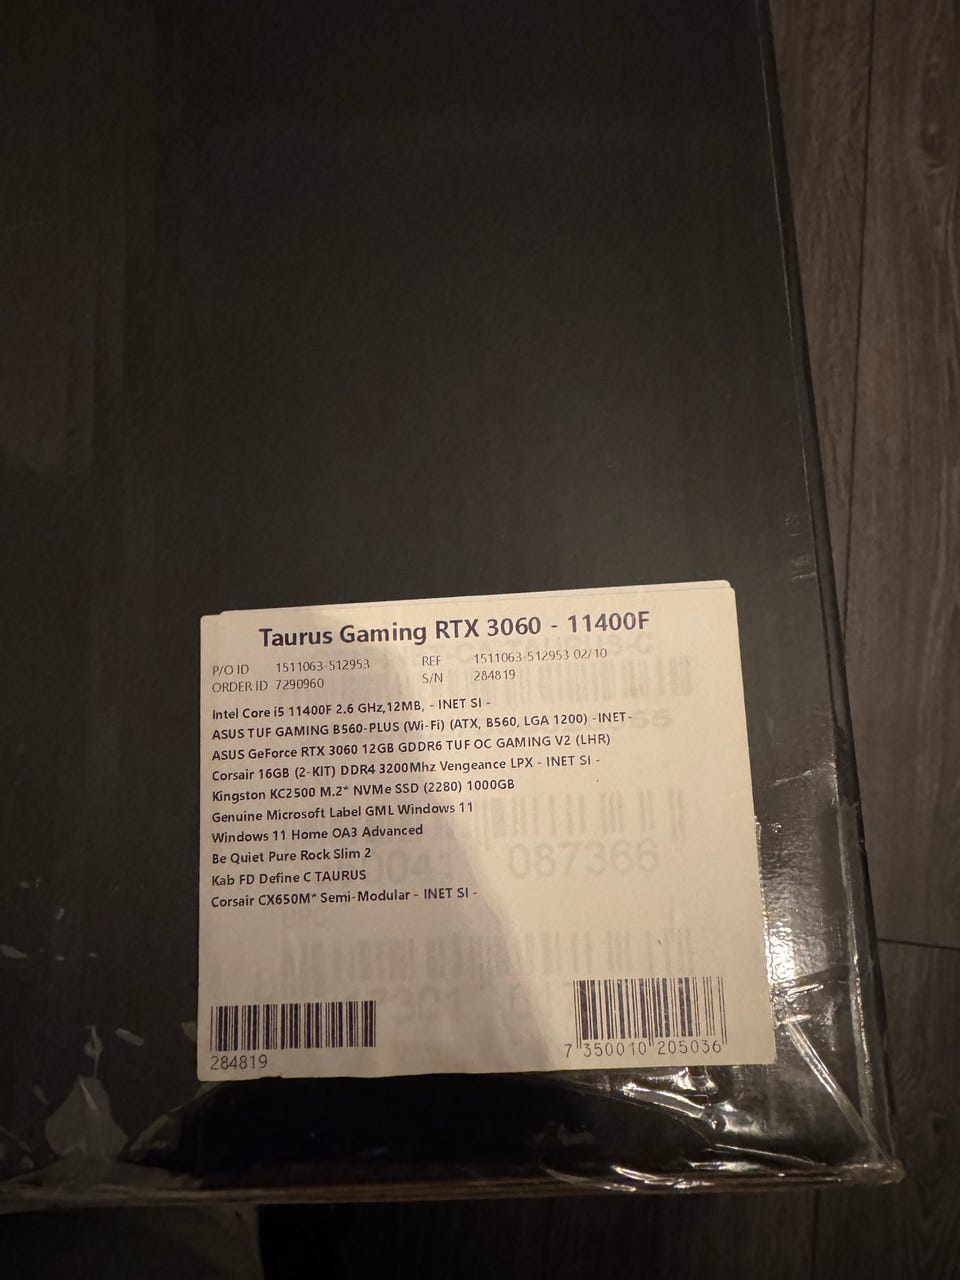 Taurus Gaming RTX 3060 - 11400F
P/O ID 1511063-512953 REF 1511063-512953 02/10
ORDER ID 7290960 S/N 284819
Intel Core i5 11400F 2.6 GHz,12MB, - INET SI -
ASUS TUF GAMING B560-PLUS (Wi-Fi) (ATX, B560, LGA 1200) -INET-
ASUS GeForce RTX 3060 12GB GDDR6 TUF OC GAMING V2 (LHR)
Corsair 16GB (2-KIT) DDR4 3200Mhz Vengeance LPX - INET SI -
Kingston KC2500 M.2* NVMe SSD (2280) 1000GB
Genuine Microsoft Label GML Windows 11
Windows 11 Home OA3 Advanced
Be Quiet Pure Rock Slim 2
Kab FD Define C TAURUS
Corsair CX650M* Semi-Modular - INET SI -
087366
284819
7 350010 205036